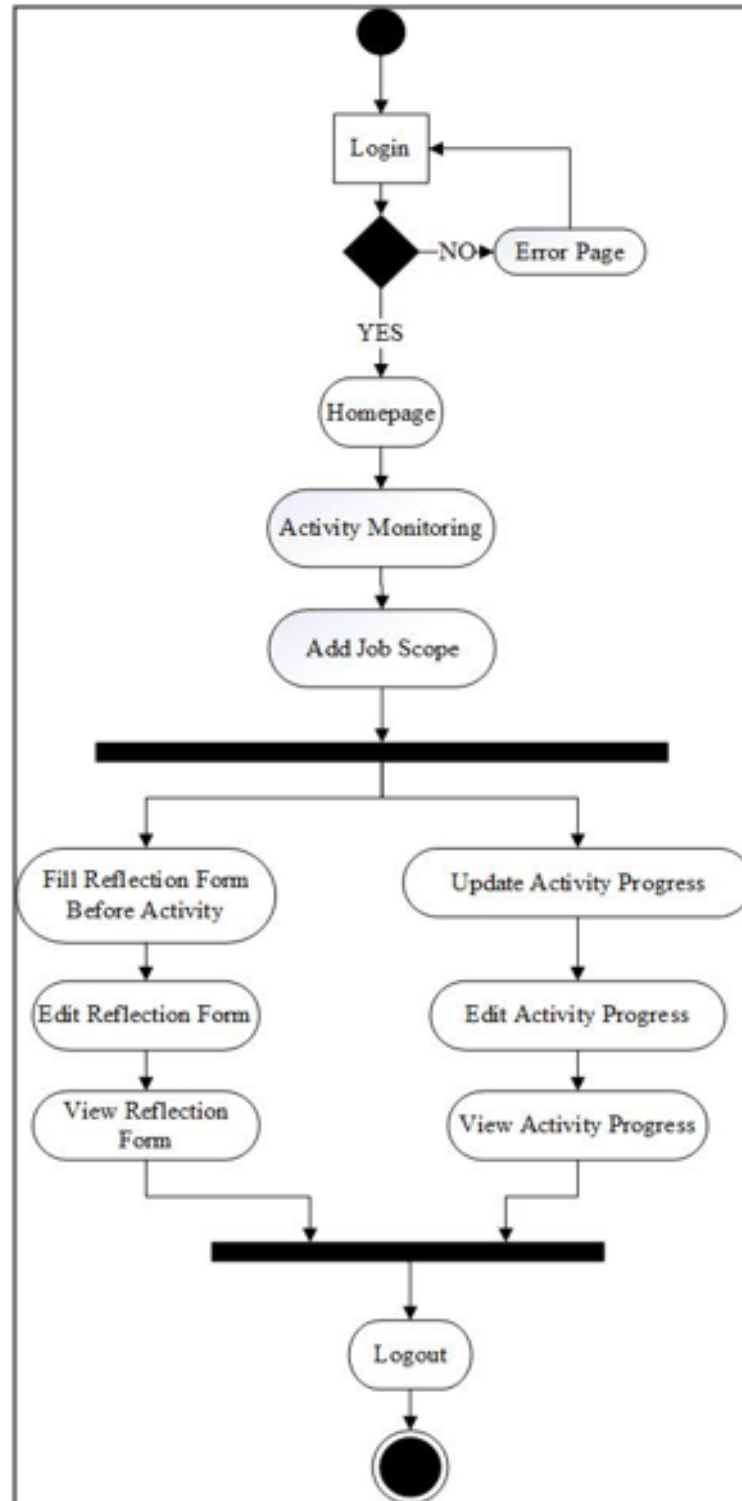 Login
NO
Error Page
YES
Homepage
Activity Monitoring
Add Job Scope
Fill Reflection Form
Before Activity
Update Activity Progress
Edit Reflection Form
Edit Activity Progress
View Reflection
Form
View Activity Progress
Logout